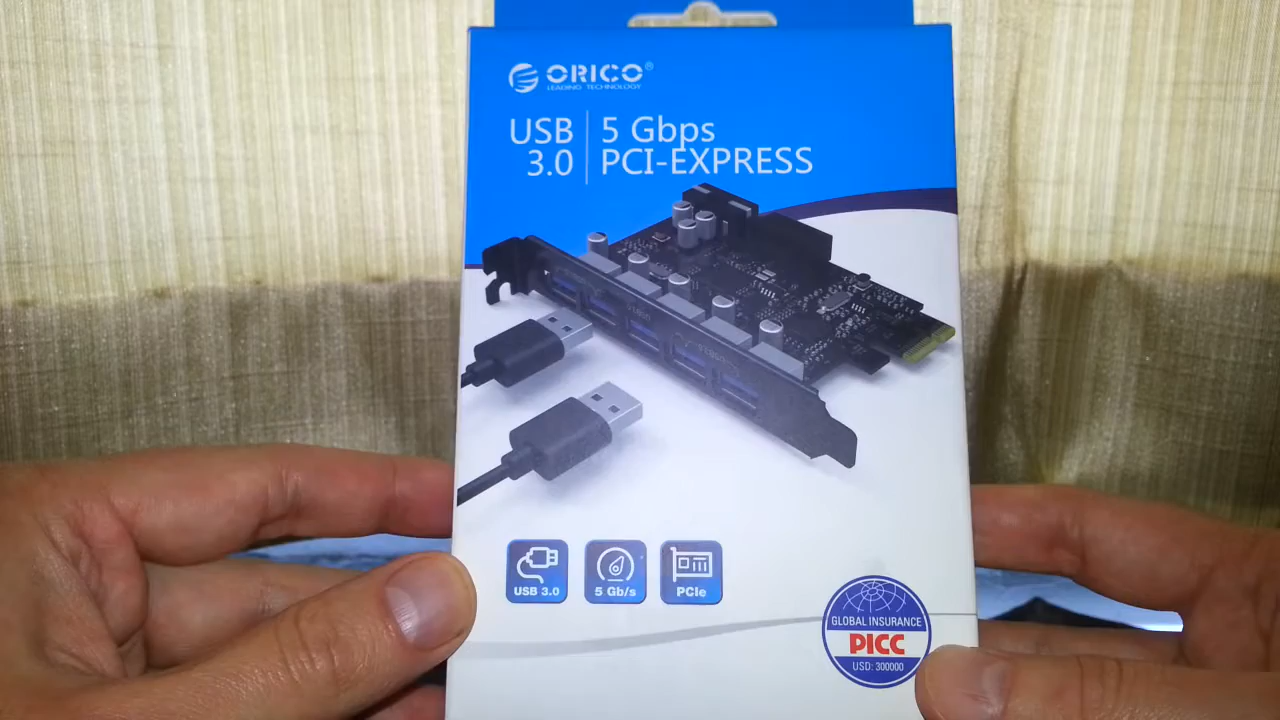 ORICO®
LEADING TECHNOLOGY
USB 3.0
5 Gbps
PCI-EXPRESS
USB 3.0
5 Gb/s
PCIe
GLOBAL INSURANCE
PICC
USD: 300000